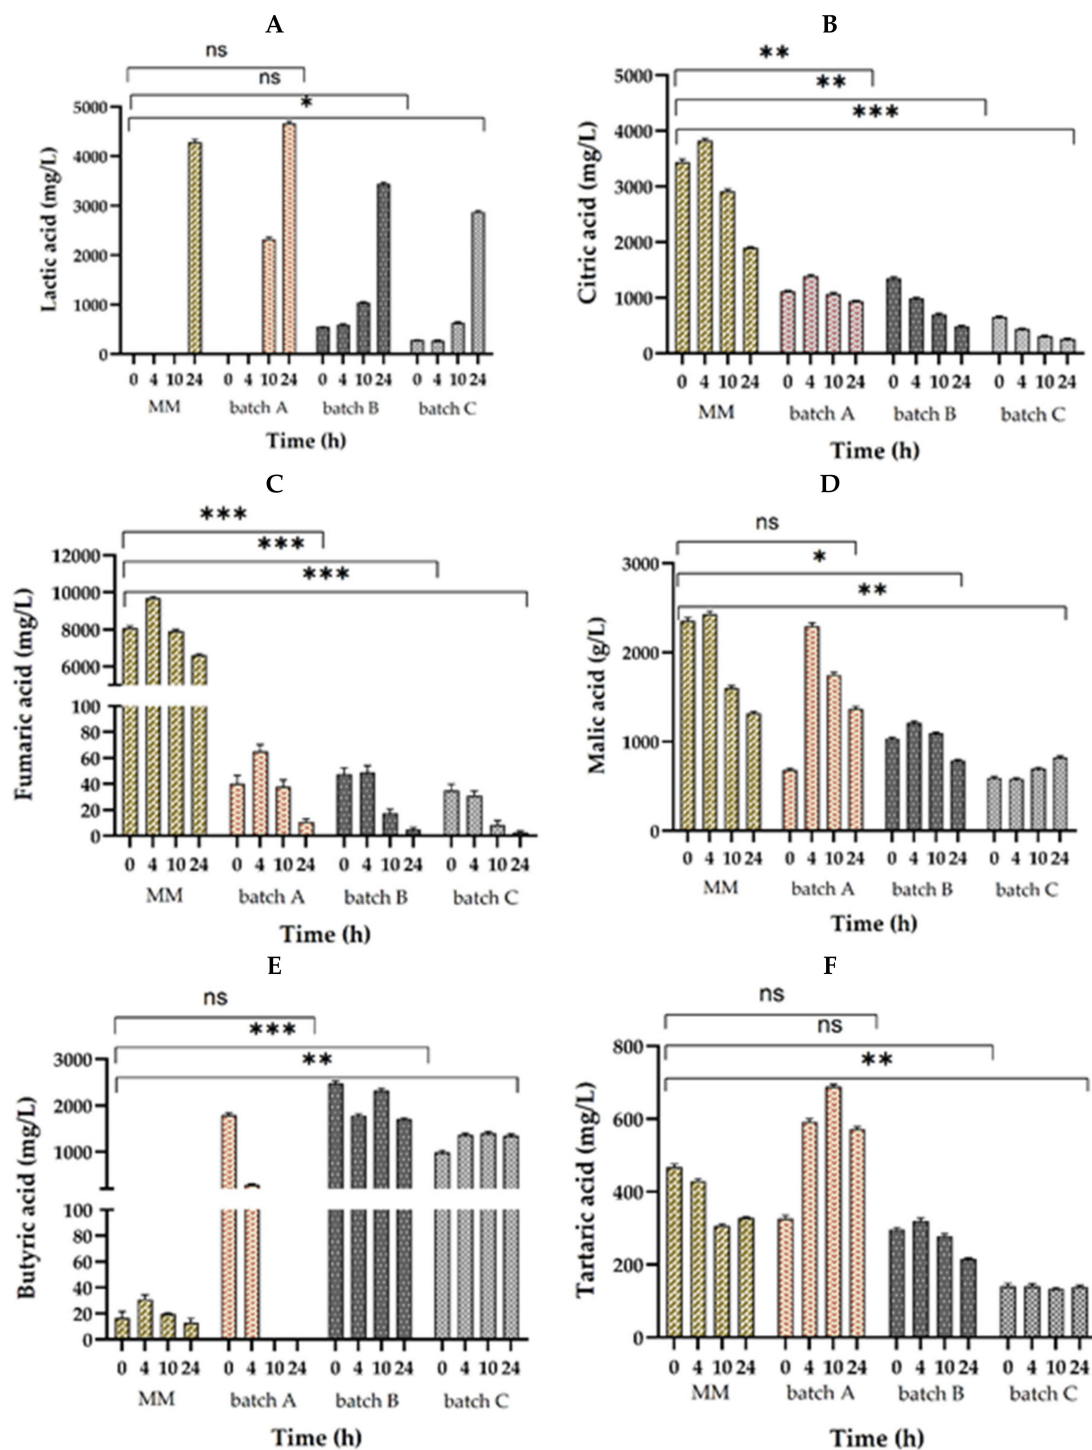 A
ns
ns
*
Lactic acid (mg/L)
5000
4000
3000
2000
1000
0
0 4 10 24 0 4 10 24 0 4 10 24 0 4 10 24
MM batch A batch B batch C
Time (h)
B
**
**
***
Citric acid (mg/L)
5000
4000
3000
2000
1000
0
0 4 10 24 0 4 10 24 0 4 10 24 0 4 10 24
MM batch A batch B batch C
Time (h)
C
***
***
***
Fumaric acid (mg/L)
12000
10000
8000
6000
100
80
60
40
20
0
0 4 10 24 0 4 10 24 0 4 10 24 0 4 10 24
MM batch A batch B batch C
Time (h)
D
ns
*
**
Malic acid (g/L)
3000
2000
1000
0
0 4 10 24 0 4 10 24 0 4 10 24 0 4 10 24
MM batch A batch B batch C
Time (h)
E
ns
***
**
Butyric acid (mg/L)
3000
2000
1000
100
80
60
40
20
0
0 4 10 24 0 4 10 24 0 4 10 24 0 4 10 24
MM batch A batch B batch C
Time (h)
F
ns
ns
**
Tartaric acid (mg/L)
800
600
400
200
0
0 4 10 24 0 4 10 24 0 4 10 24 0 4 10 24
MM batch A batch B batch C
Time (h)